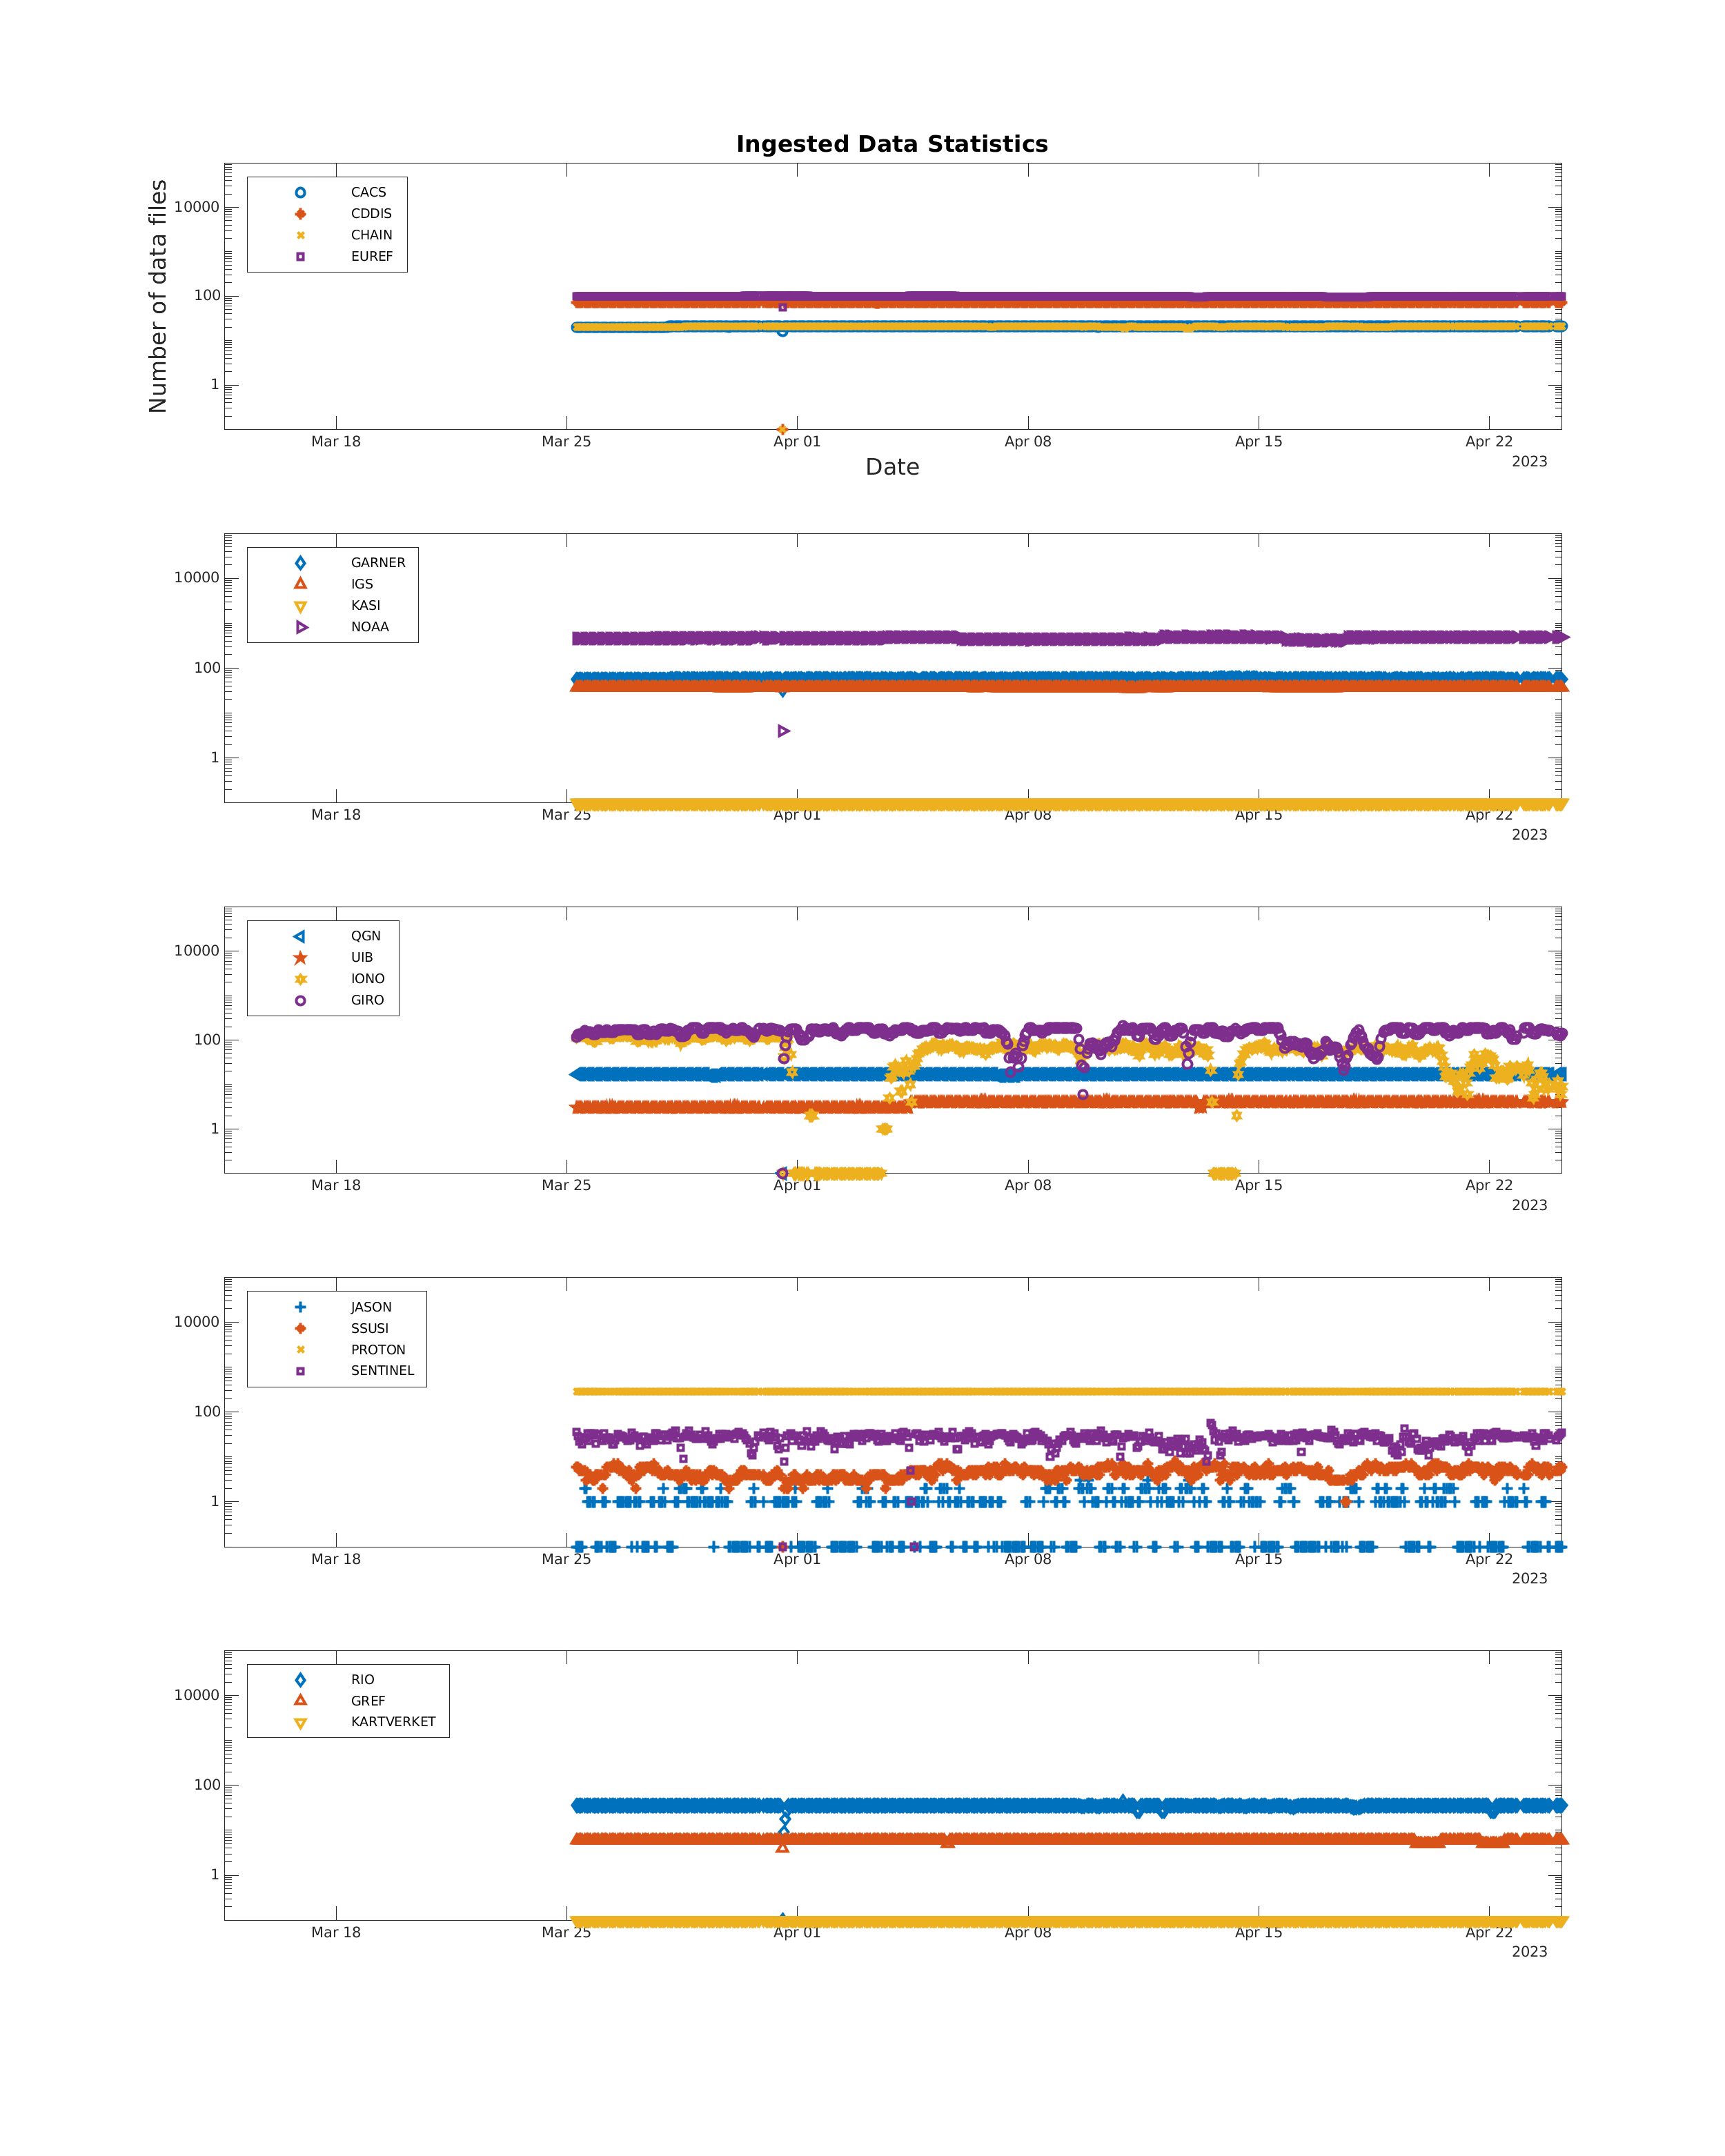 Ingested Data Statistics
Number of data files
10000
100
1
CACS
CDDIS
CHAIN
EUREF
Mar 18 Mar 25 Apr 01 Apr 08 Apr 15 Apr 22
2023
Date
10000
100
1
GARNER
IGS
KASI
NOAA
Mar 18 Mar 25 Apr 01 Apr 08 Apr 15 Apr 22
2023
10000
100
1
QGN
UIB
IONO
GIRO
Mar 18 Mar 25 Apr 01 Apr 08 Apr 15 Apr 22
2023
10000
100
1
JASON
SSUSI
PROTON
SENTINEL
Mar 18 Mar 25 Apr 01 Apr 08 Apr 15 Apr 22
2023
10000
100
1
RIO
GREF
KARTVERKET
Mar 18 Mar 25 Apr 01 Apr 08 Apr 15 Apr 22
2023